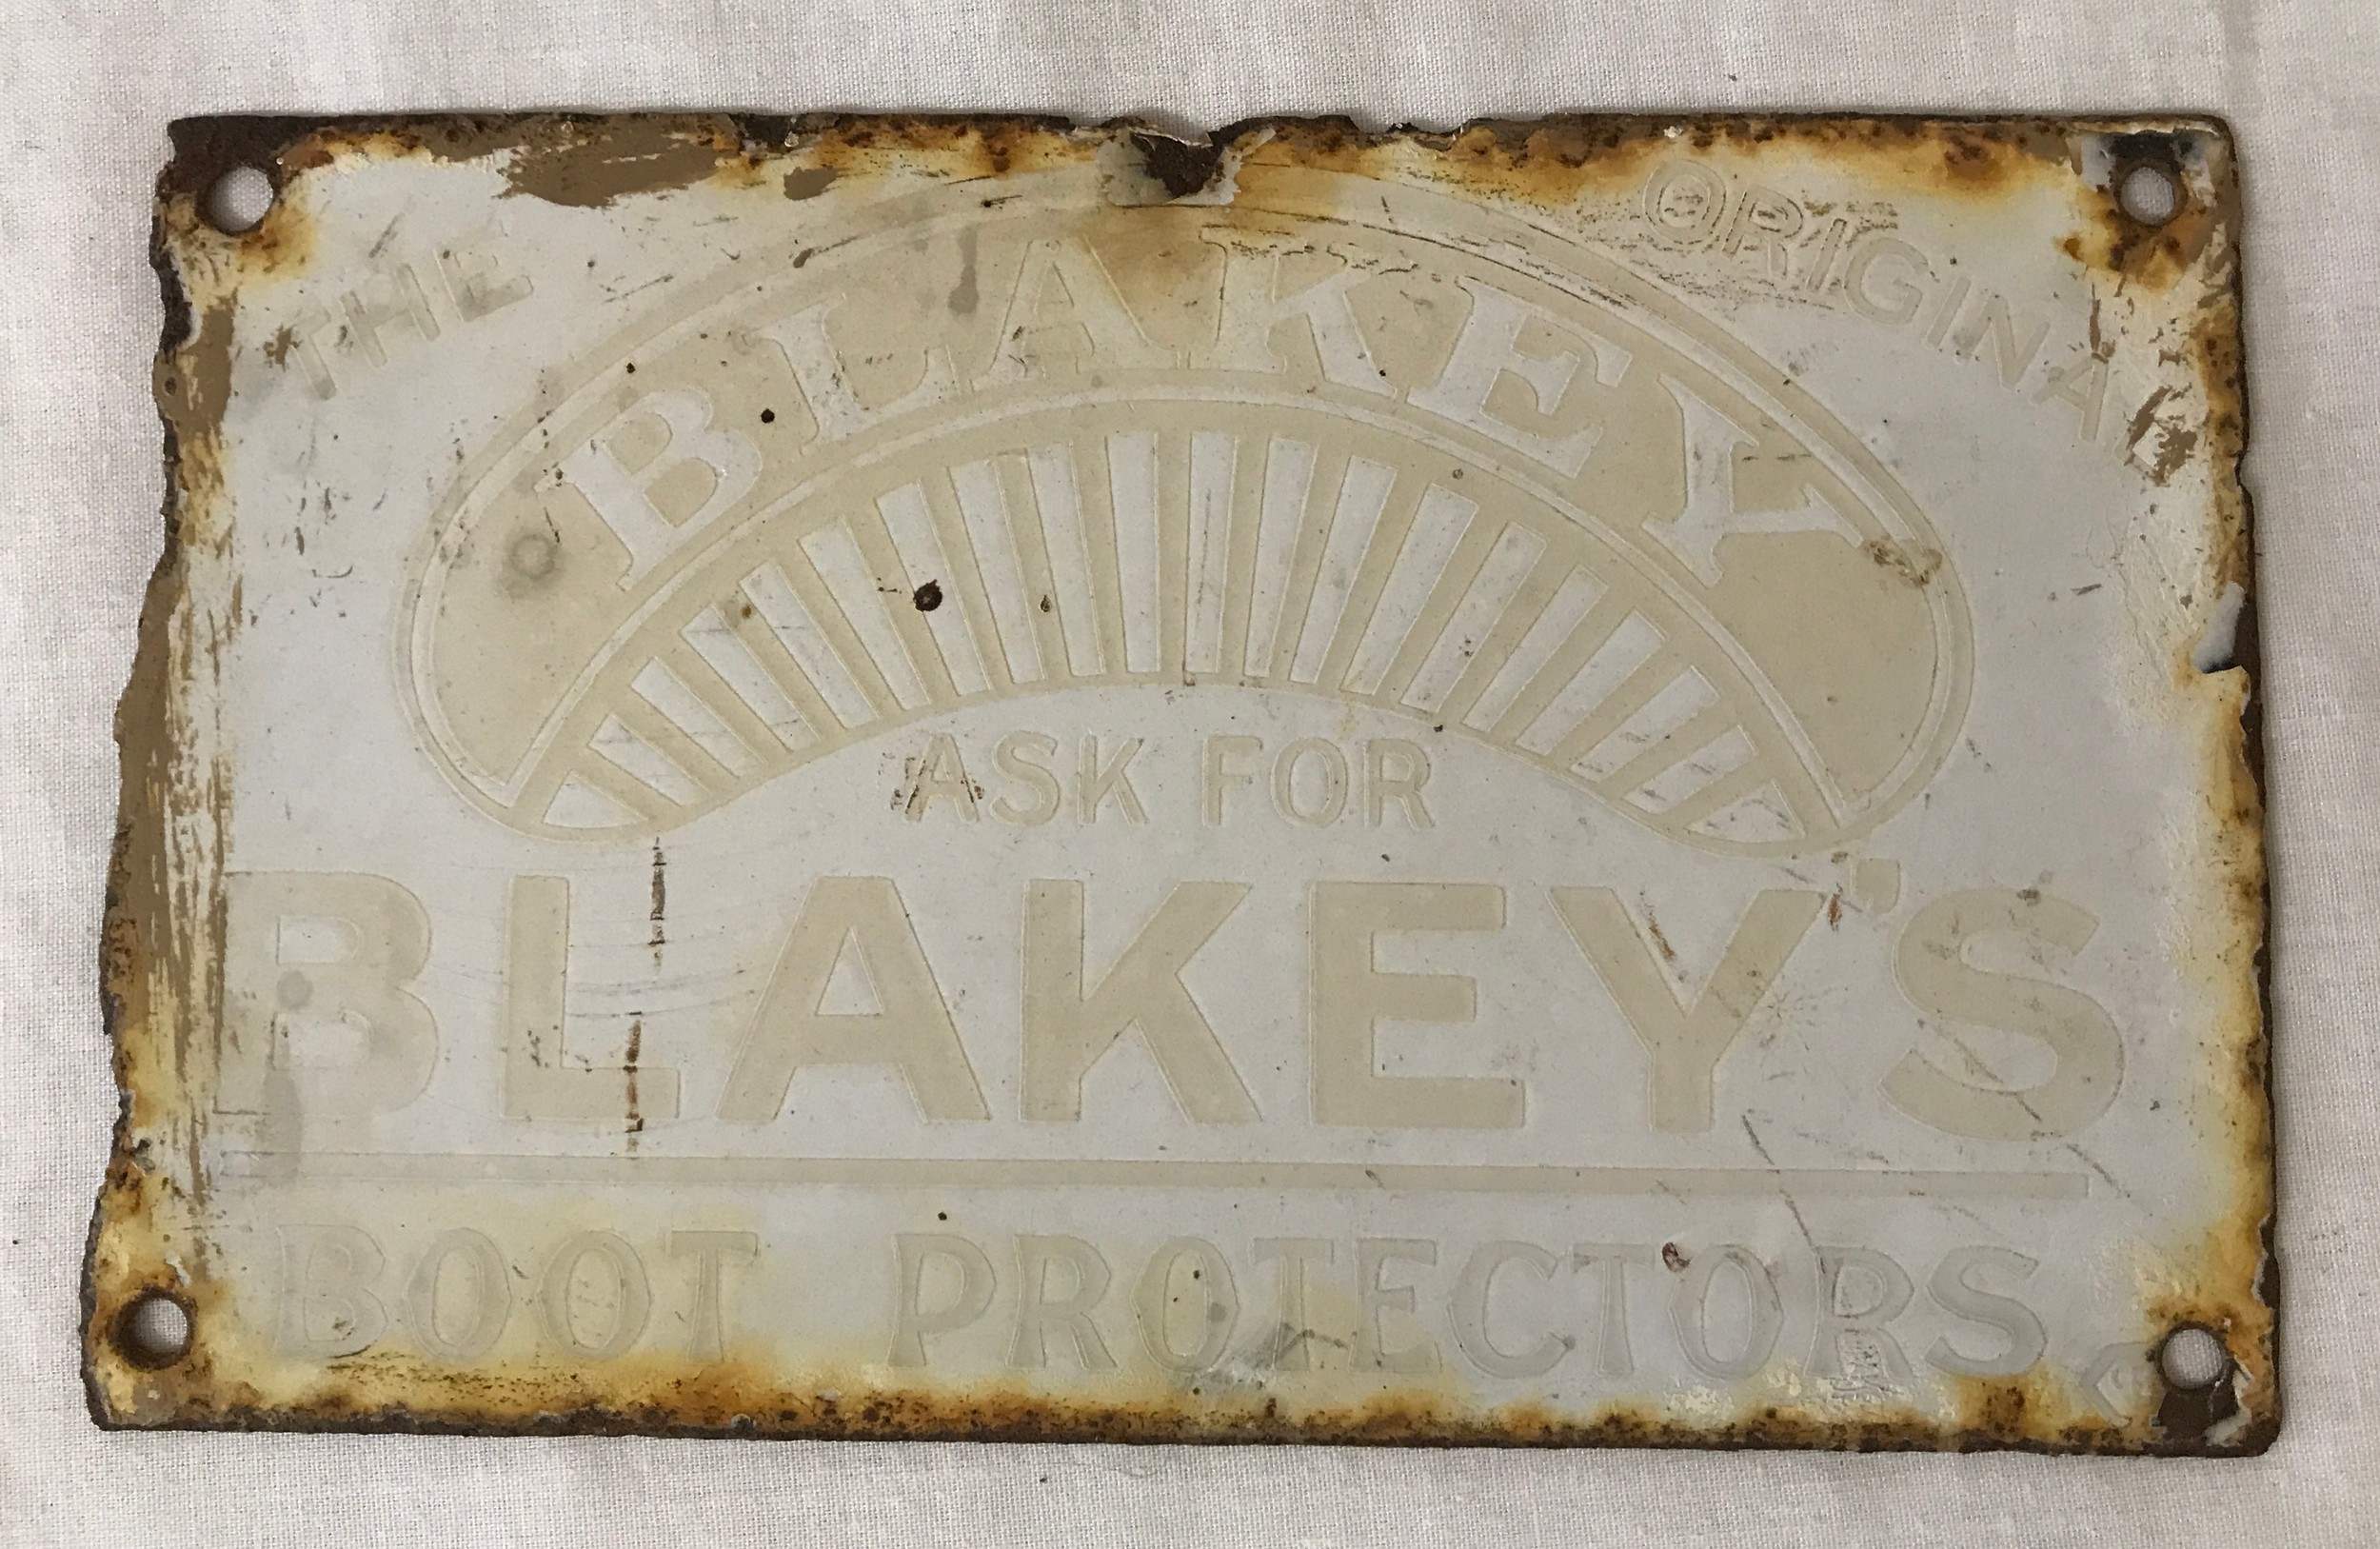 THE ORIGINAL
BLAKEY
ASK FOR
BLAKEY'S
BOOT PROTECTORS